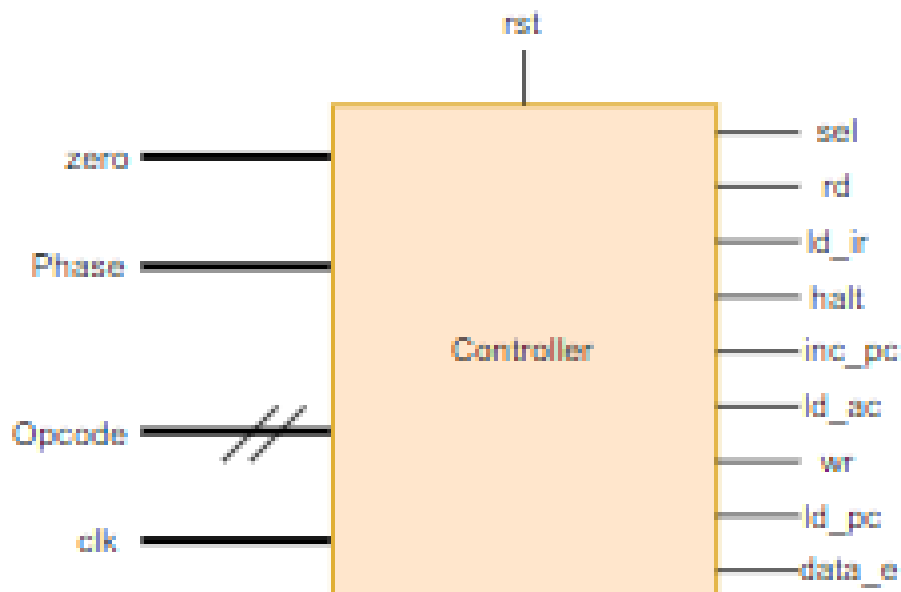 rst
zero
Phase
Opcode
clk
Controller
sel
rd
ld_ir
halt
inc_pc
ld_ac
wr
ld_pc
data_e